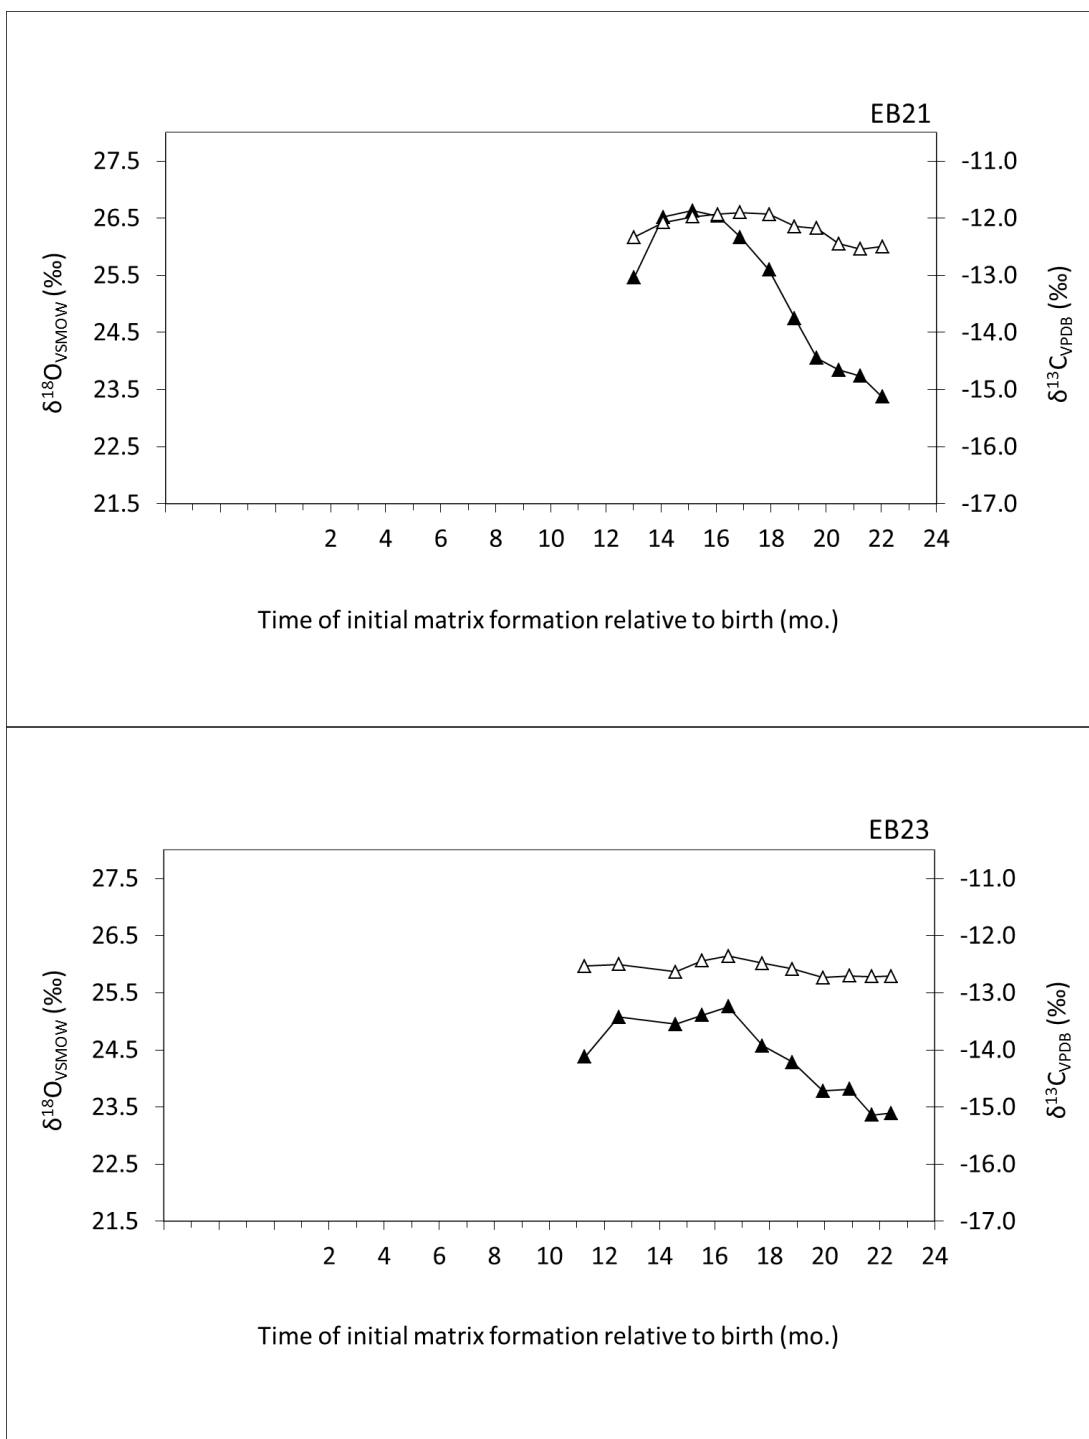 EB21
27.5 -11.0
26.5 -12.0
25.5 -13.0
24.5 -14.0
23.5 -15.0
22.5 -16.0
21.5 -17.0
δ18OVSMOW (‰)
δ13CVPDB (‰)
2 4 6 8 10 12 14 16 18 20 22 24
Time of initial matrix formation relative to birth (mo.)
EB23
27.5 -11.0
26.5 -12.0
25.5 -13.0
24.5 -14.0
23.5 -15.0
22.5 -16.0
21.5 -17.0
δ18OVSMOW (‰)
δ13CVPDB (‰)
2 4 6 8 10 12 14 16 18 20 22 24
Time of initial matrix formation relative to birth (mo.)